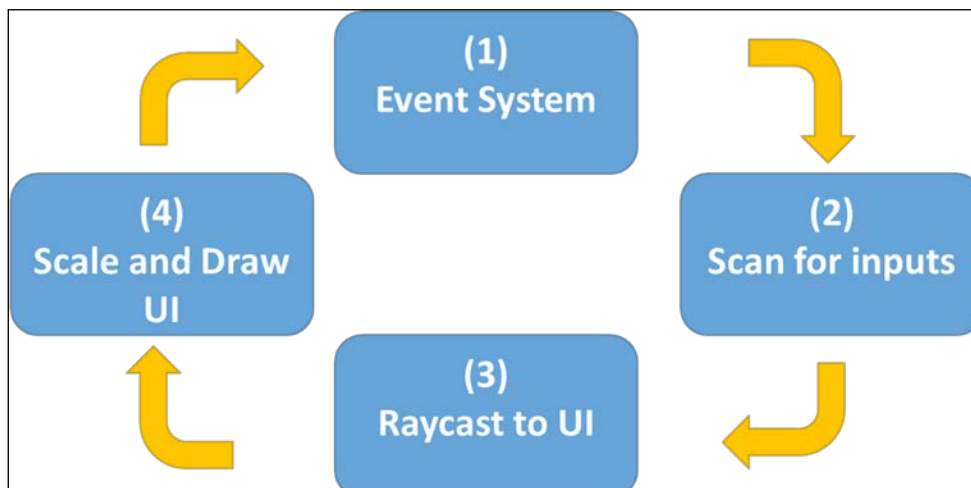 (1)
Event System
(2)
Scan for inputs
(3)
Raycast to UI
(4)
Scale and Draw
UI